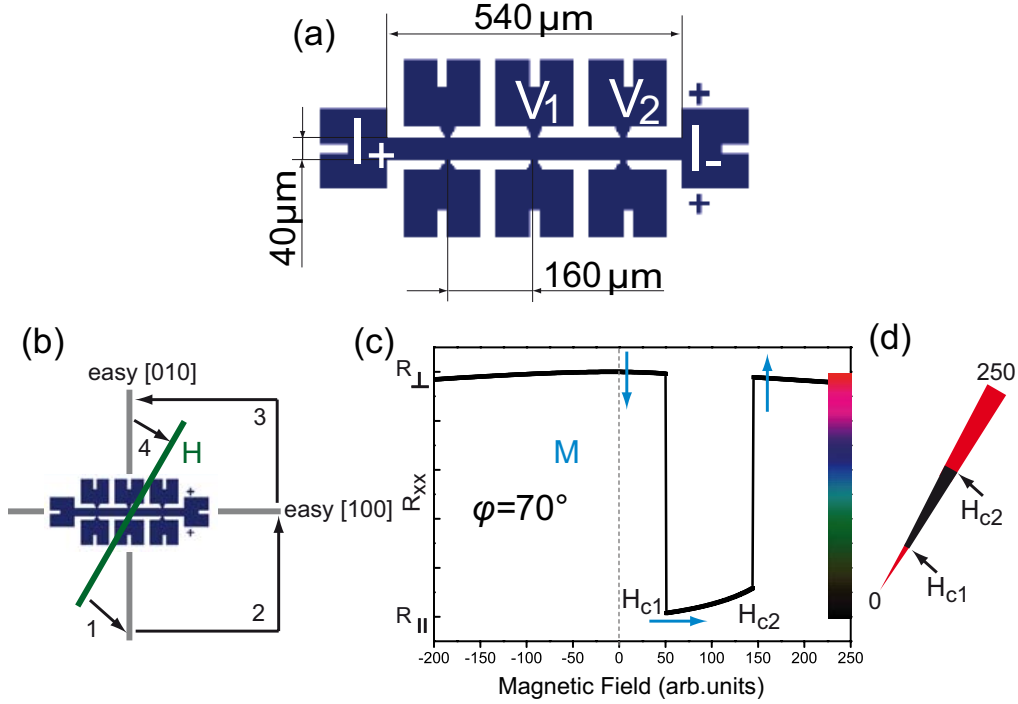 (a)
540 µm
V1
V2
+
I+
I-
+
40µm
160 µm
(b)
easy [010]
3
4
H
easy [100]
1
2
(c)
R⊥
Rxx
M
φ=70°
Hc1
Hc2
R||
-200 -150 -100 -50 0 50 100 150 200 250
Magnetic Field (arb.units)
(d)
250
Hc2
Hc1
0